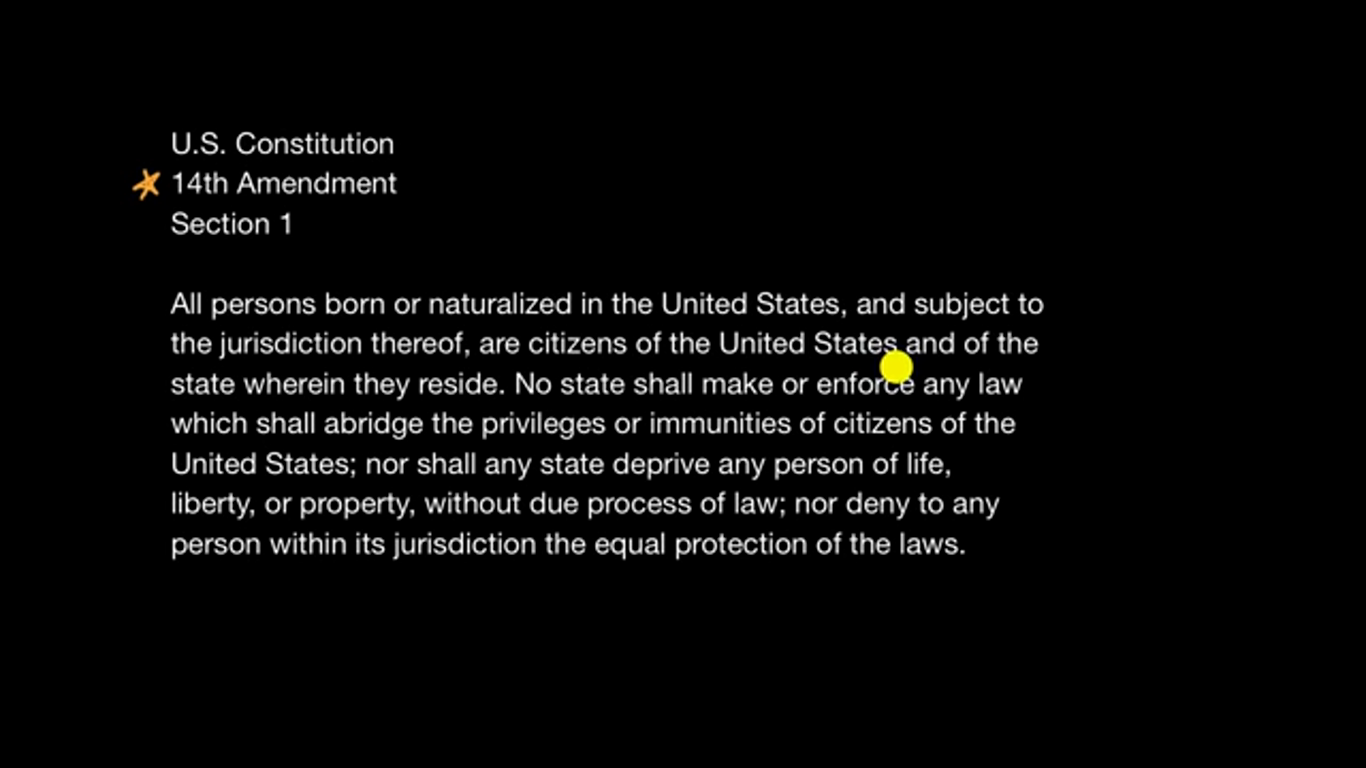 U.S. Constitution
14th Amendment
Section 1
All persons born or naturalized in the United States, and subject to
the jurisdiction thereof, are citizens of the United States and of the
state wherein they reside. No state shall make or enforce any law
which shall abridge the privileges or immunities of citizens of the
United States; nor shall any state deprive any person of life,
liberty, or property, without due process of law; nor deny to any
person within its jurisdiction the equal protection of the laws.